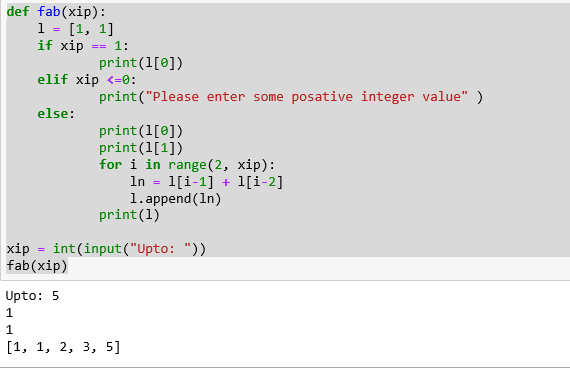 def fab(xip):
    l = [1, 1]
    if xip == 1:
            print(l[0])
    elif xip <=0:
            print("Please enter some posative integer value" )
    else:
            print(l[0])
            print(l[1])
            for i in range(2, xip):
                ln = l[i-1] + l[i-2]
                l.append(ln)
            print(l)

xip = int(input("Upto: "))
fab(xip)
Upto: 5
1
1
[1, 1, 2, 3, 5]